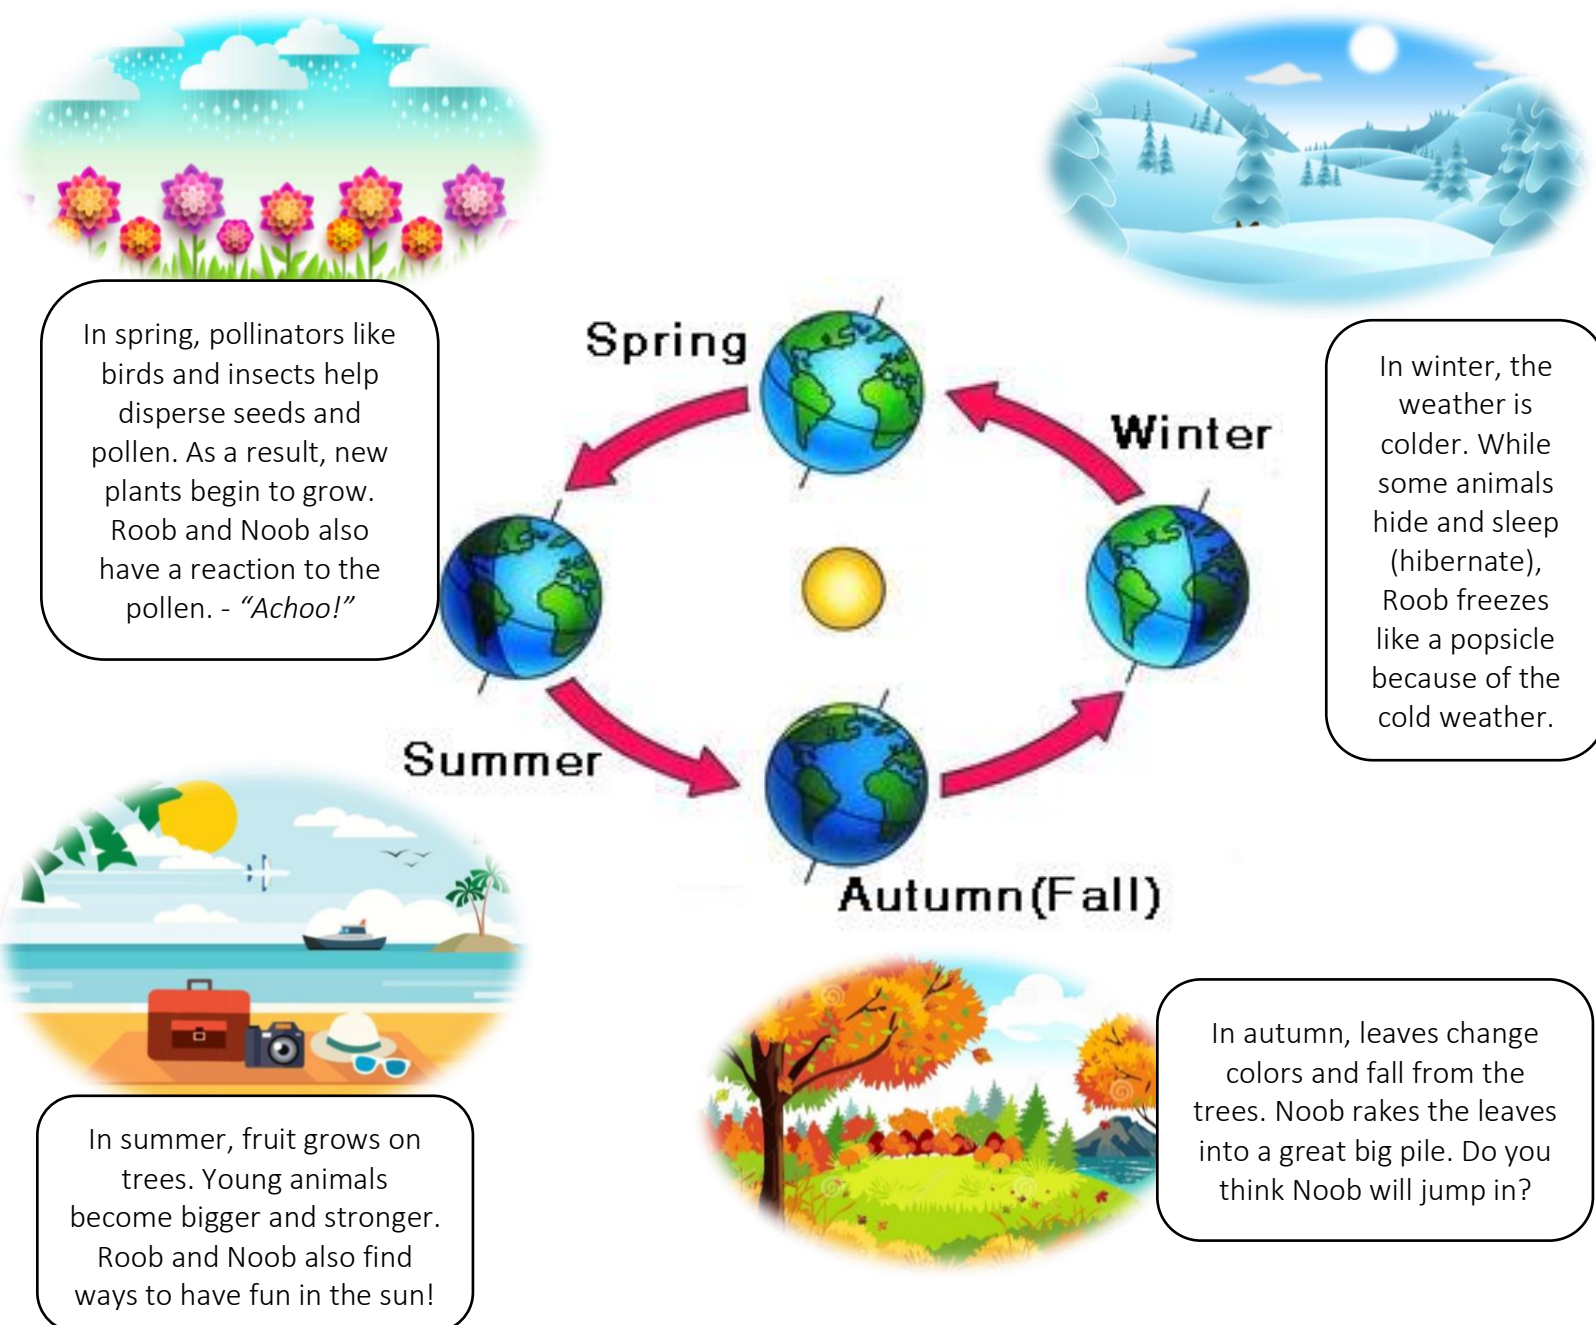 In spring, pollinators like
birds and insects help
disperse seeds and
pollen. As a result, new
plants begin to grow.
Roob and Noob also
have a reaction to the
pollen. - “Achoo!”
Spring
Winter
In winter, the
weather is
colder. While
some animals
hide and sleep
(hibernate),
Roob freezes
like a popsicle
because of the
cold weather.
Summer
Autumn(Fall)
In summer, fruit grows on
trees. Young animals
become bigger and stronger.
Roob and Noob also find
ways to have fun in the sun!
In autumn, leaves change
colors and fall from the
trees. Noob rakes the leaves
into a great big pile. Do you
think Noob will jump in?